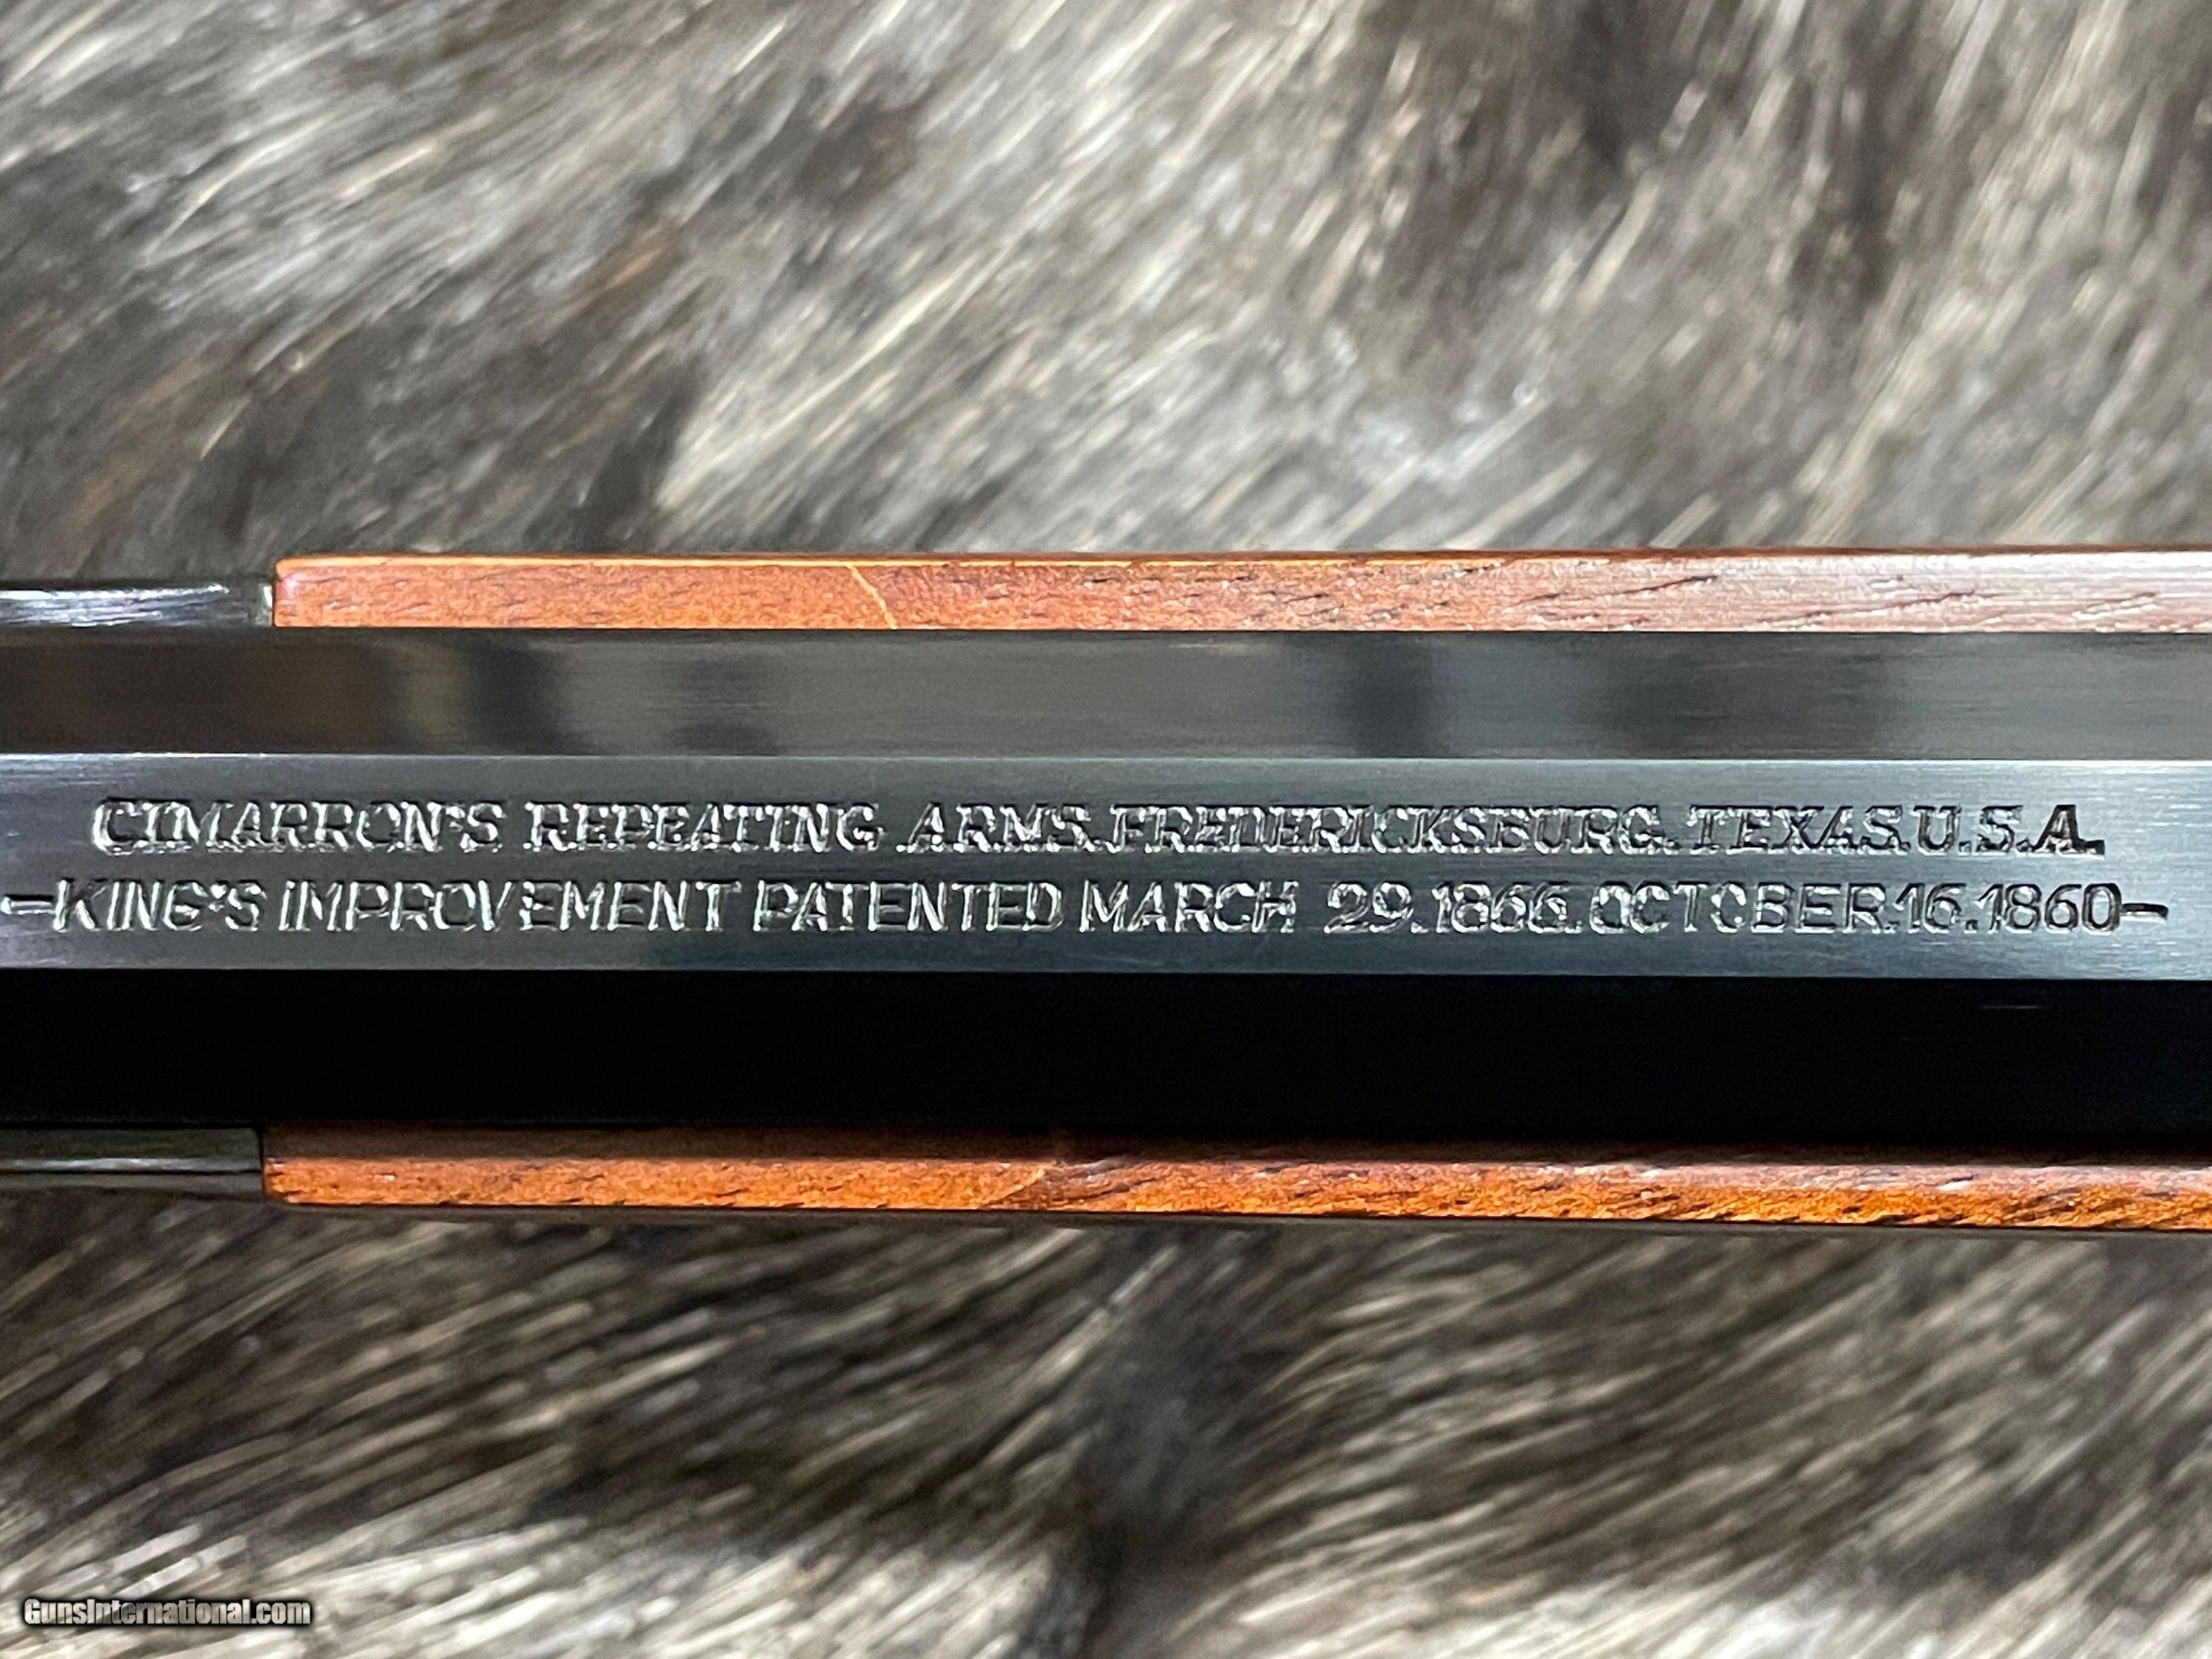 CIMARRON'S REPEATING ARMS.FREDERICKSBURG.TEXAS.U.S.A.
-KING'S IMPROVEMENT PATENTED MARCH 29.1866.OCTOBER.16.1860-
GunsInternational.com